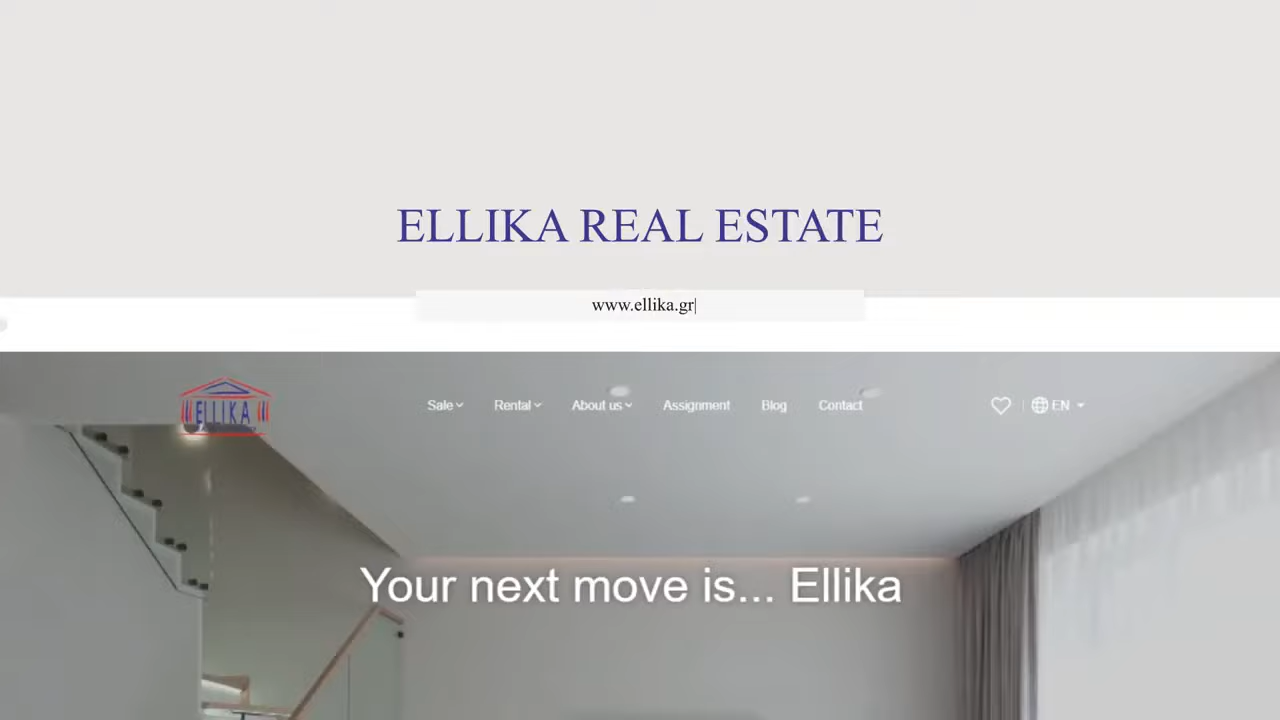 ELLIKA REAL ESTATE
www.ellika.gr
ELLIKA
Sale Rental About us Assignment Blog Contact EN
Your next move is... Ellika